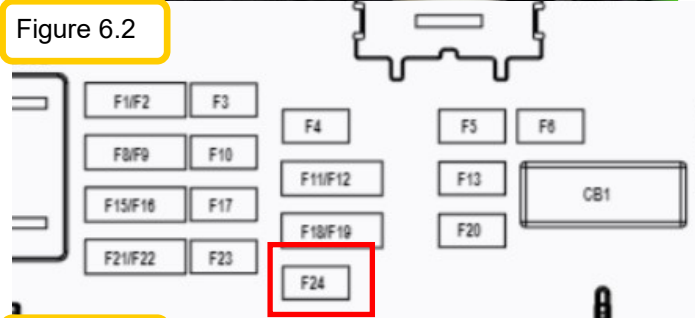 Figure 6.2
F1/F2 F3
F4 F5 F6
F8/F9 F10
F11/F12 F13 CB1
F15/F16 F17
F18/F19 F20
F21/F22 F23
F24